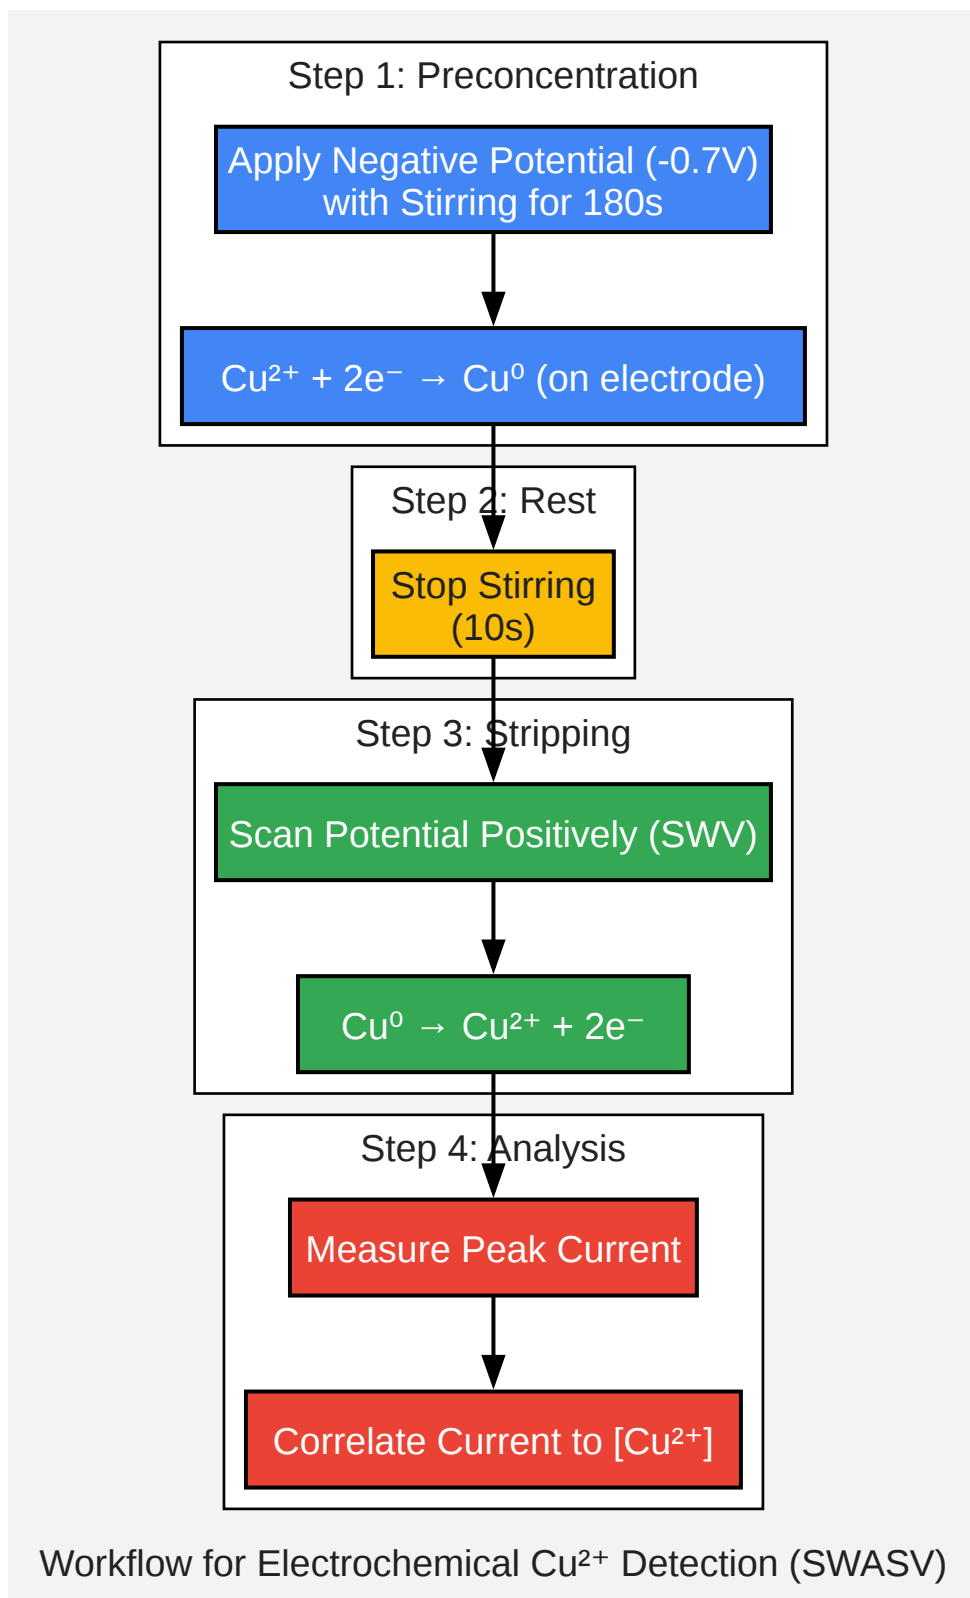 Step 1: Preconcentration
Apply Negative Potential (-0.7V)
with Stirring for 180s
Cu²⁺ + 2e⁻ → Cu⁰ (on electrode)
Step 2: Rest
Stop Stirring
(10s)
Step 3: Stripping
Scan Potential Positively (SWV)
Cu⁰ → Cu²⁺ + 2e⁻
Step 4: Analysis
Measure Peak Current
Correlate Current to [Cu²⁺]
Workflow for Electrochemical Cu²⁺ Detection (SWASV)